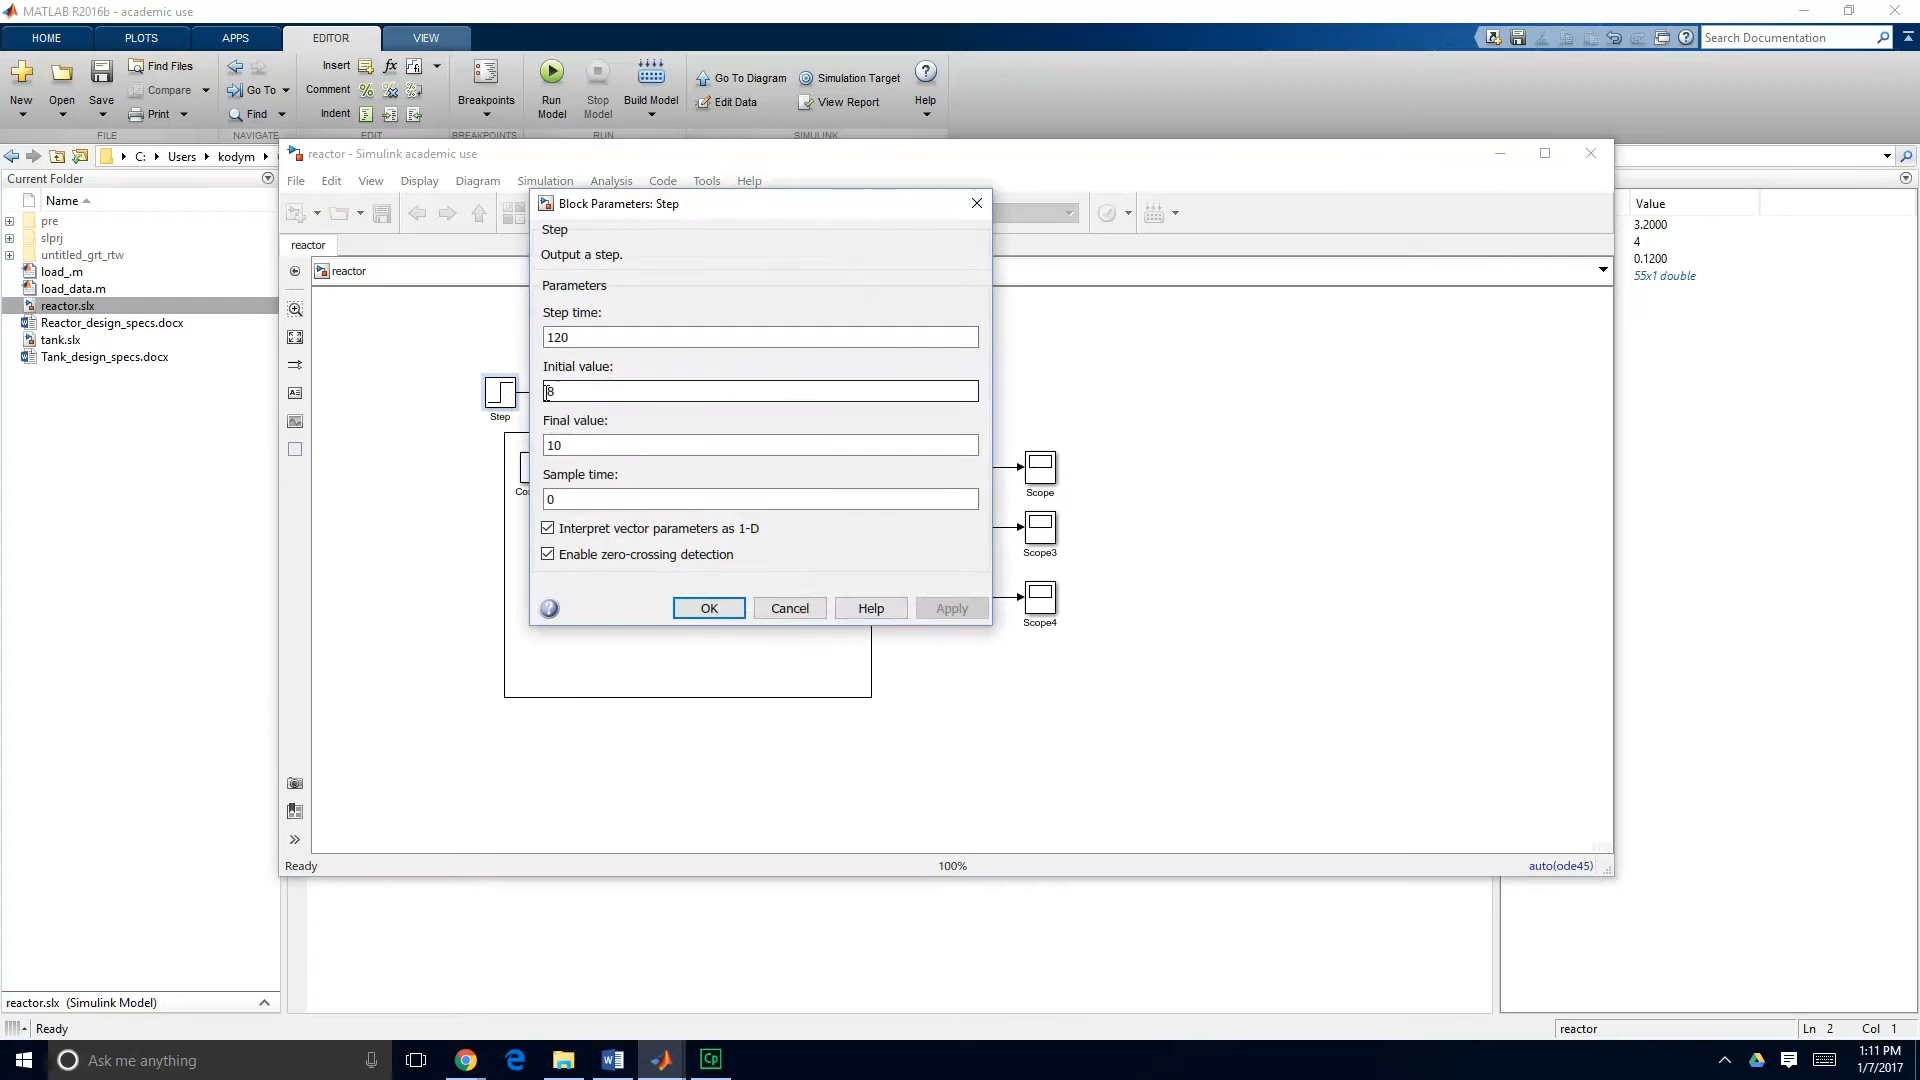 MATLAB R2016b - academic use
HOME PLOTS APPS EDITOR VIEW
Search Documentation
New Open Save Find Files Compare Print
Go To Find
Insert fx Comment Indent
Breakpoints
Run Model
Stop Model
Build Model
Go To Diagram Simulation Target
Edit Data View Report
Help
FILE NAVIGATE EDIT BREAKPOINTS RUN SIMULINK
C: Users kodym
Current Folder
Name
pre
slprj
untitled_grt_rtw
load_.m
load_data.m
reactor.slx
Reactor_design_specs.docx
tank.slx
Tank_design_specs.docx
reactor.slx (Simulink Model)
reactor - Simulink academic use
File Edit View Display Diagram Simulation Analysis Code Tools Help
reactor
reactor
Step
Scope
Scope3
Scope4
Ready
100%
auto(ode45)
Block Parameters: Step
Step
Output a step.
Parameters
Step time:
120
Initial value:
8
Final value:
10
Sample time:
0
Interpret vector parameters as 1-D
Enable zero-crossing detection
OK Cancel Help Apply
Value
3.2000
4
0.1200
55x1 double
Ready
reactor
Ln 2 Col 1
Ask me anything
Cp
1:11 PM
1/7/2017